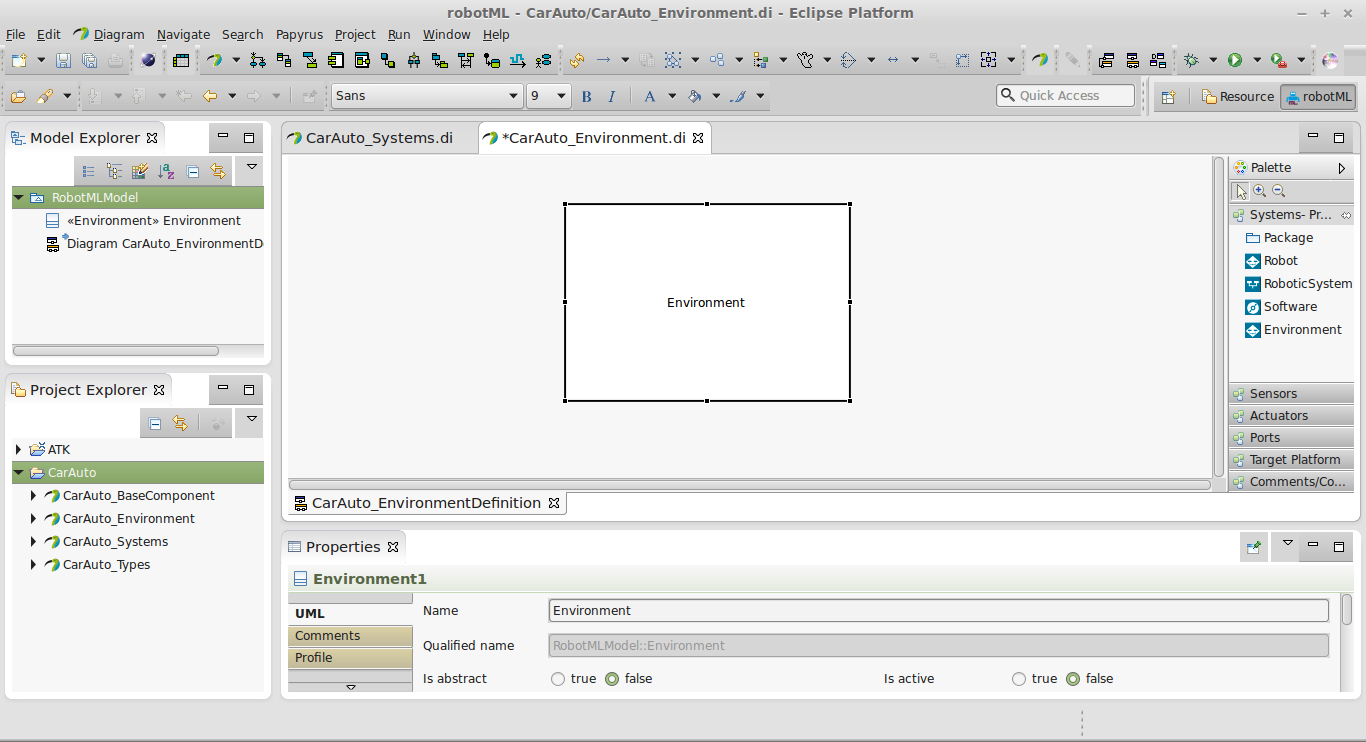 robotML - CarAuto/CarAuto_Environment.di - Eclipse Platform
File Edit Diagram Navigate Search Papyrus Project Run Window Help
Sans 9 B I A Quick Access Resource robotML
Model Explorer
RobotMLModel
«Environment» Environment
Diagram CarAuto_EnvironmentD
Project Explorer
ATK
CarAuto
CarAuto_BaseComponent
CarAuto_Environment
CarAuto_Systems
CarAuto_Types
CarAuto_Systems.di *CarAuto_Environment.di
Environment
Palette
Systems- Pr...
Package
Robot
RoboticSystem
Software
Environment
Sensors
Actuators
Ports
Target Platform
Comments/Co...
CarAuto_EnvironmentDefinition
Properties
Environment1
UML
Comments
Profile
Name Environment
Qualified name RobotMLModel::Environment
Is abstract true false Is active true false